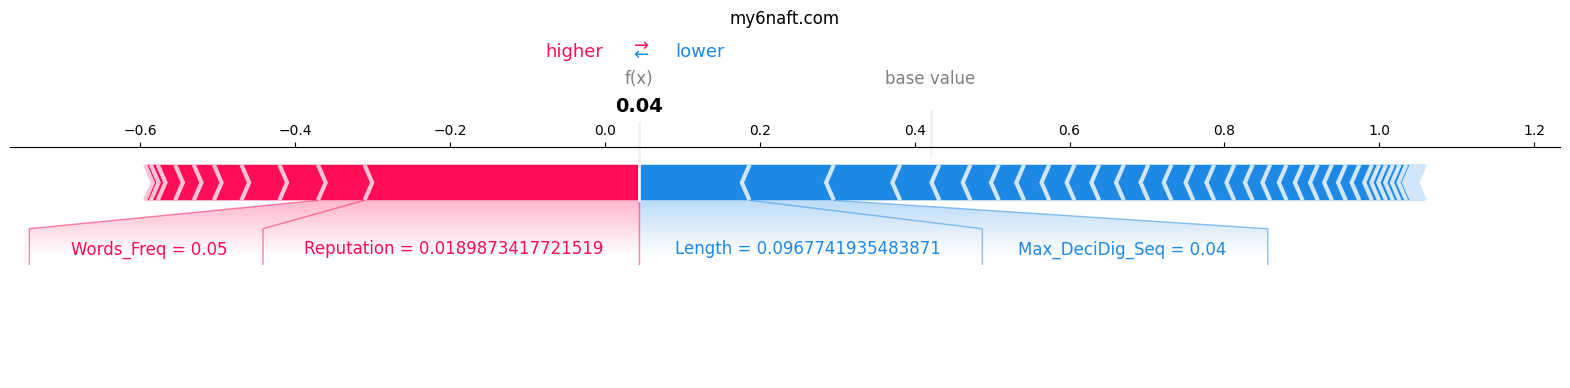 my6naft.com
higher ⇄ lower
f(x) base value
0.04
−0.6 −0.4 −0.2 0.0 0.2 0.4 0.6 0.8 1.0 1.2
Words_Freq = 0.05 Reputation = 0.0189873417721519 Length = 0.0967741935483871 Max_DeciDig_Seq = 0.04